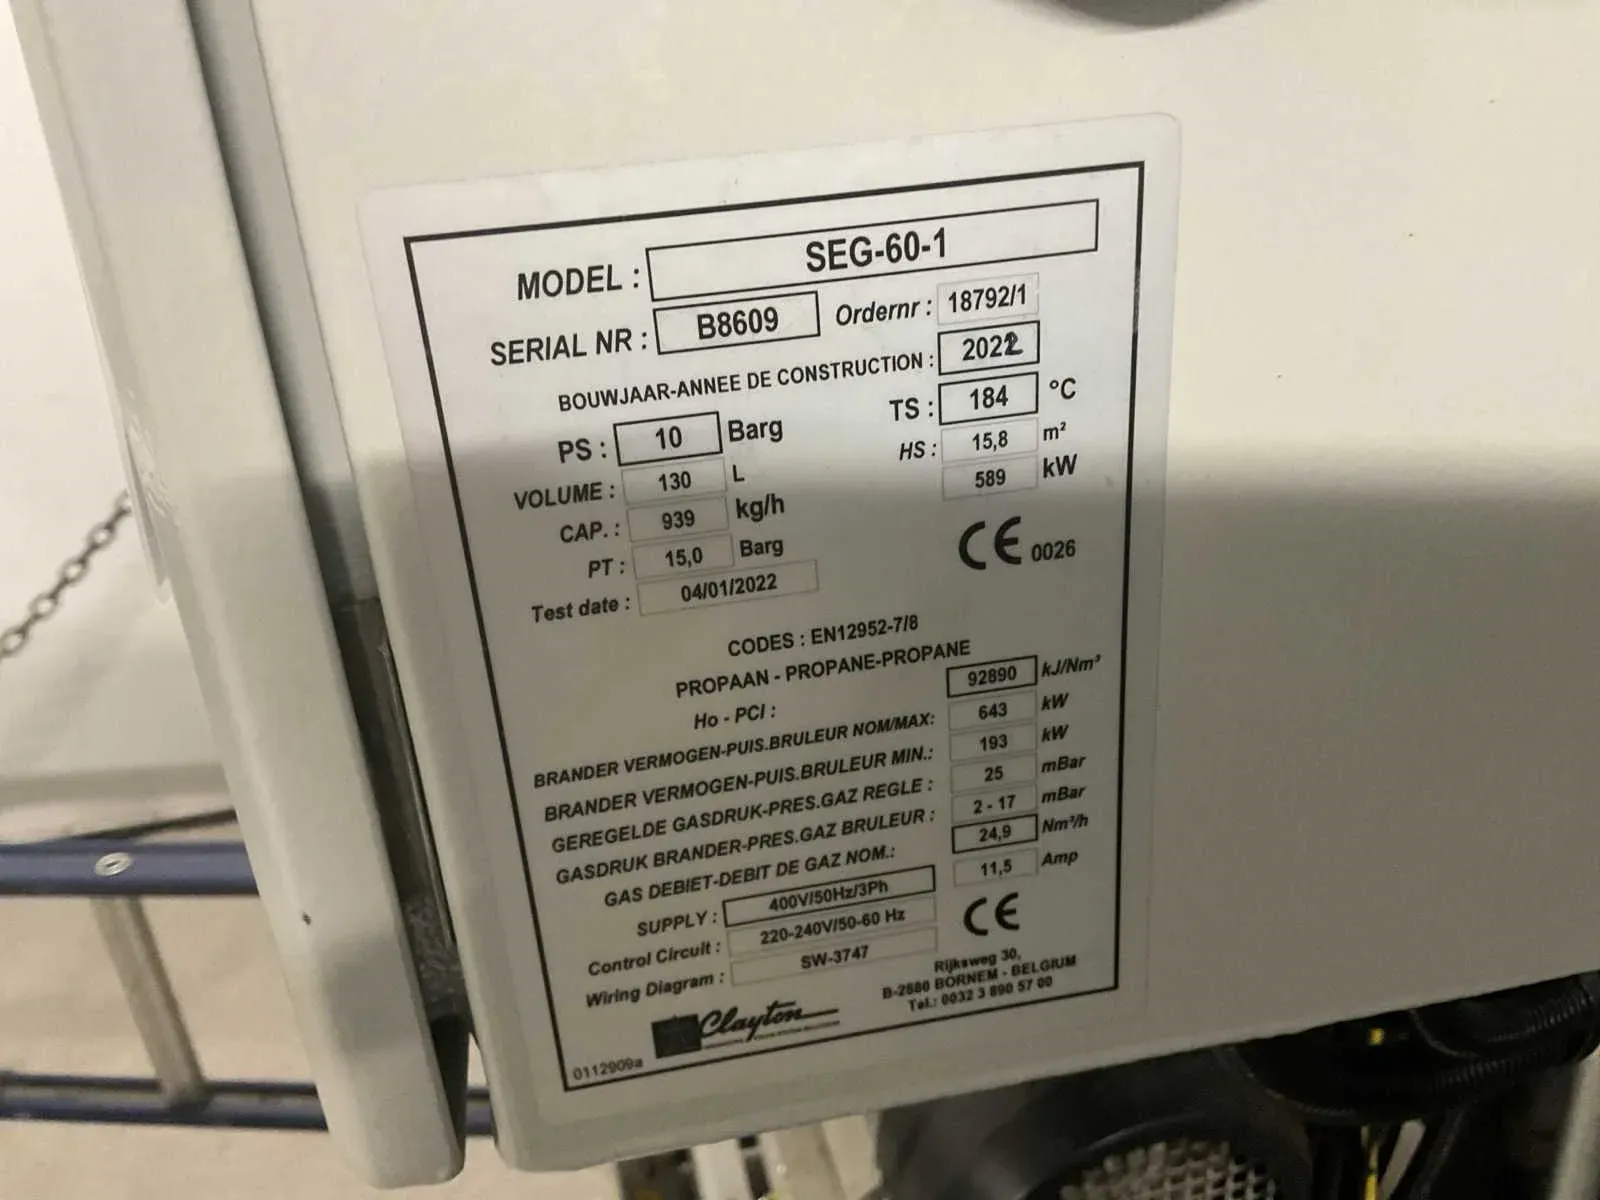 MODEL : SEG-60-1
SERIAL NR : B8609 Ordernr : 18792/1
BOUWJAAR-ANNEE DE CONSTRUCTION : 2022
PS : 10 Barg TS : 184 °C
VOLUME : 130 L HS : 15,8 m²
CAP. : 939 kg/h 589 kW
PT : 15,0 Barg
Test date : 04/01/2022
CE 0026
CODES : EN12952-7/8
PROPAAN - PROPANE-PROPANE
Ho - PCI : 92890 kJ/Nm³
BRANDER VERMOGEN-PUIS.BRULEUR NOM/MAX: 643 kW
BRANDER VERMOGEN-PUIS.BRULEUR MIN.: 193 kW
GEREGELDE GASDRUK-PRES.GAZ REGLE : 25 mBar
GASDRUK BRANDER-PRES.GAZ BRULEUR : 2 - 17 mBar
GAS DEBIET-DEBIT DE GAZ NOM.: 24,9 Nm³/h
SUPPLY : 400V/50Hz/3Ph 11,5 Amp
Control Circuit : 220-240V/50-60 Hz
Wiring Diagram : SW-3747
CE
Clayton
Rijksweg 30,
B-2880 BORNEM - BELGIUM
Tel.: 0032 3 890 57 00
0112909a